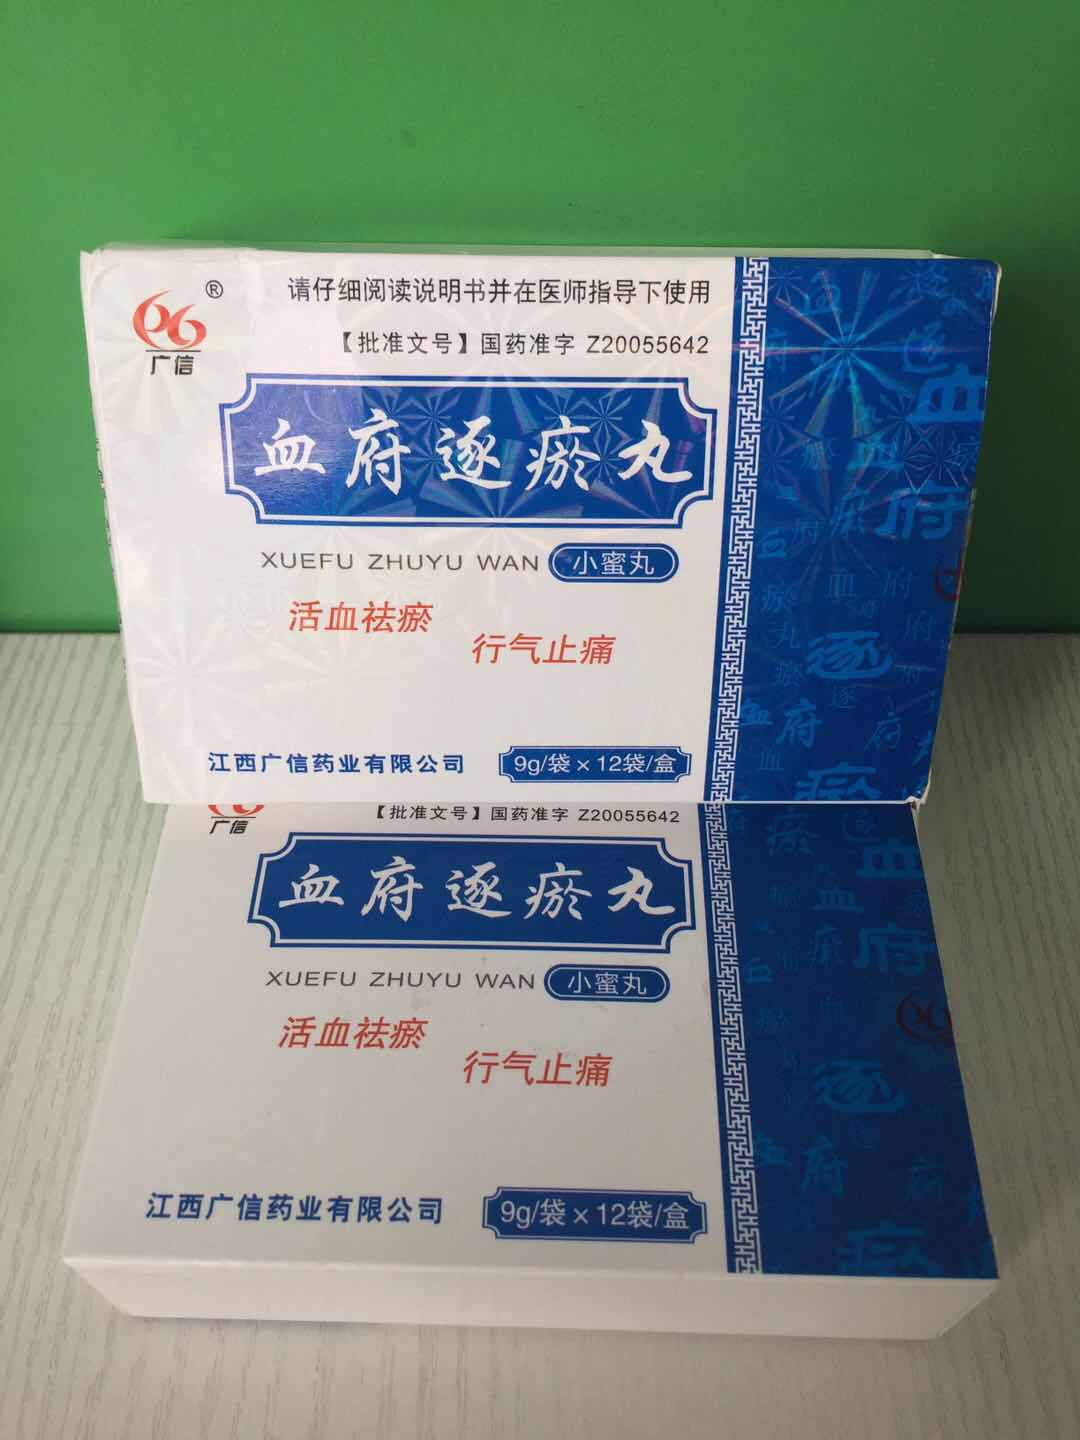 广信
®
请仔细阅读说明书并在医师指导下使用
【批准文号】国药准字 Z20055642
血府逐瘀丸
XUEFU ZHUYU WAN 小蜜丸
活血祛瘀
行气止痛
江西广信药业有限公司 9g/袋×12袋/盒
广信
【批准文号】国药准字 Z20055642
血府逐瘀丸
XUEFU ZHUYU WAN 小蜜丸
活血祛瘀
行气止痛
江西广信药业有限公司 9g/袋×12袋/盒